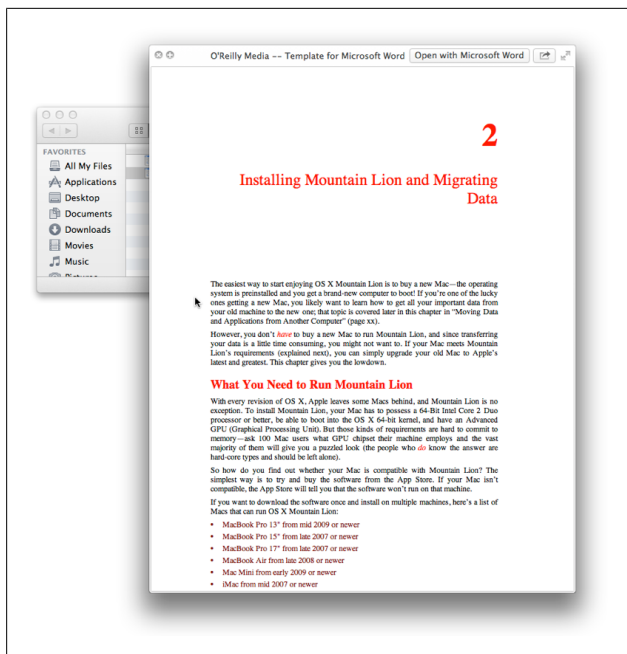 O'Reilly Media -- Template for Microsoft Word
Open with Microsoft Word
FAVORITES
All My Files
Applications
Desktop
Documents
Downloads
Movies
Music
2
Installing Mountain Lion and Migrating
Data
The easiest way to start enjoying OS X Mountain Lion is to buy a new Mac—the operating
system is preinstalled and you get a brand-new computer to boot! If you're one of the lucky
ones getting a new Mac, you likely want to learn how to get all your important data from
your old machine to the new one; that topic is covered later in this chapter in “Moving Data
and Applications from Another Computer” (page xx).
However, you don't have to buy a new Mac to run Mountain Lion, and since transferring
your data is a little time consuming, you might not want to. If your Mac meets Mountain
Lion's requirements (explained next), you can simply upgrade your old Mac to Apple's
latest and greatest. This chapter gives you the lowdown.
What You Need to Run Mountain Lion
With every revision of OS X, Apple leaves some Macs behind, and Mountain Lion is no
exception. To install Mountain Lion, your Mac has to possess a 64-Bit Intel Core 2 Duo
processor or better, be able to boot into the OS X 64-bit kernel, and have an Advanced
GPU (Graphical Processing Unit). But those kinds of requirements are hard to commit to
memory—ask 100 Mac users what GPU chipset their machine employs and the vast
majority of them will give you a puzzled look (the people who do know the answer are
hard-core types and should be left alone).
So how do you find out whether your Mac is compatible with Mountain Lion? The
simplest way is to try and buy the software from the App Store. If your Mac isn't
compatible, the App Store will tell you that the software won't run on that machine.
If you want to download the software once and install on multiple machines, here's a list of
Macs that can run OS X Mountain Lion:
• MacBook Pro 13" from mid 2009 or newer
• MacBook Pro 15" from late 2007 or newer
• MacBook Pro 17" from late 2007 or newer
• MacBook Air from late 2008 or newer
• Mac Mini from early 2009 or newer
• iMac from mid 2007 or newer